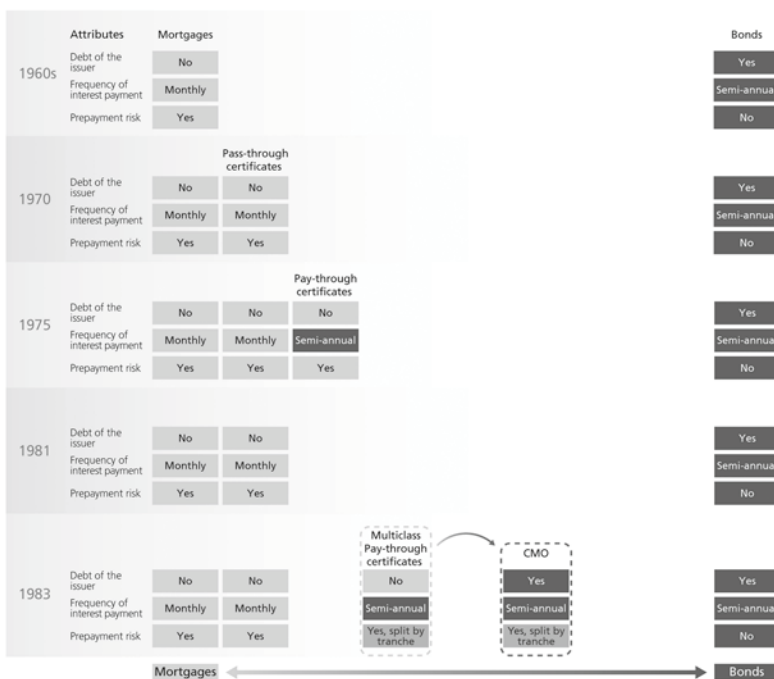 Attributes Mortgages Bonds
1960s
Debt of the issuer No Yes
Frequency of interest payment Monthly Semi-annual
Prepayment risk Yes No
Pass-through certificates
1970
Debt of the issuer No No Yes
Frequency of interest payment Monthly Monthly Semi-annual
Prepayment risk Yes Yes No
Pay-through certificates
1975
Debt of the issuer No No No Yes
Frequency of interest payment Monthly Monthly Semi-annual Semi-annual
Prepayment risk Yes Yes Yes No
1981
Debt of the issuer No No Yes
Frequency of interest payment Monthly Monthly Semi-annual
Prepayment risk Yes Yes No
Multiclass Pay-through certificates CMO
1983
Debt of the issuer No No No Yes Yes
Frequency of interest payment Monthly Monthly Semi-annual Semi-annual Semi-annual
Prepayment risk Yes Yes Yes, split by tranche Yes, split by tranche No
Mortgages Bonds